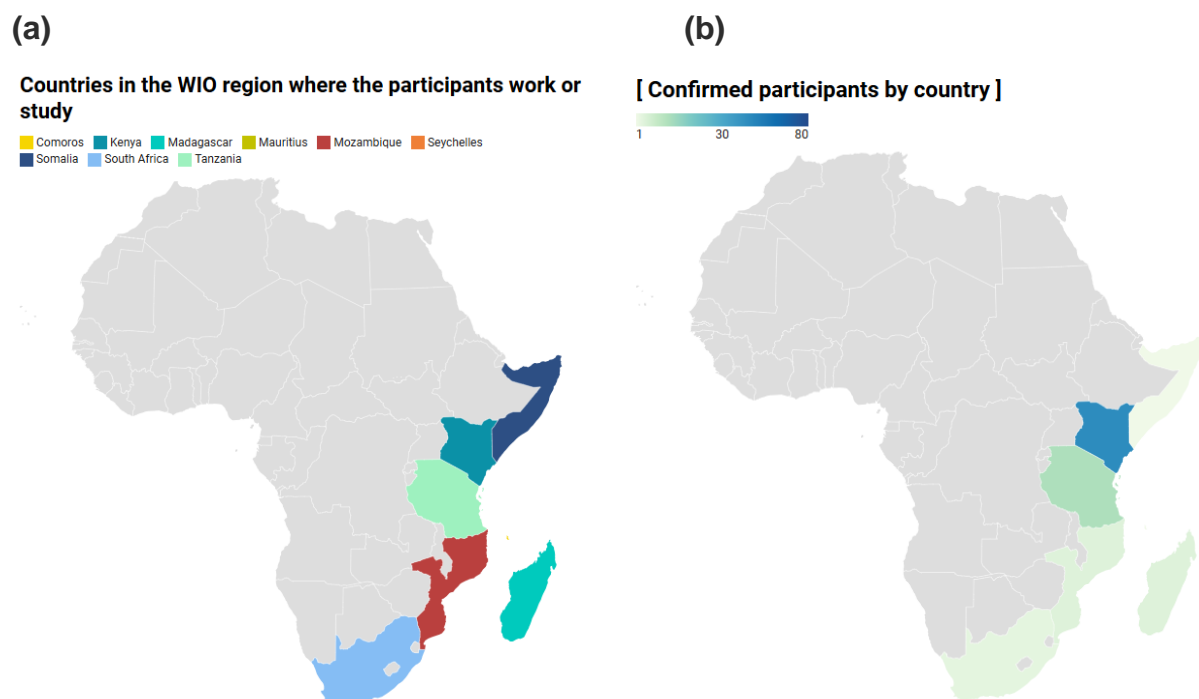 (a)
(b)
Countries in the WIO region where the participants work or
study
Comoros Kenya Madagascar Mauritius Mozambique Seychelles
Somalia South Africa Tanzania
[ Confirmed participants by country ]
1 30 80